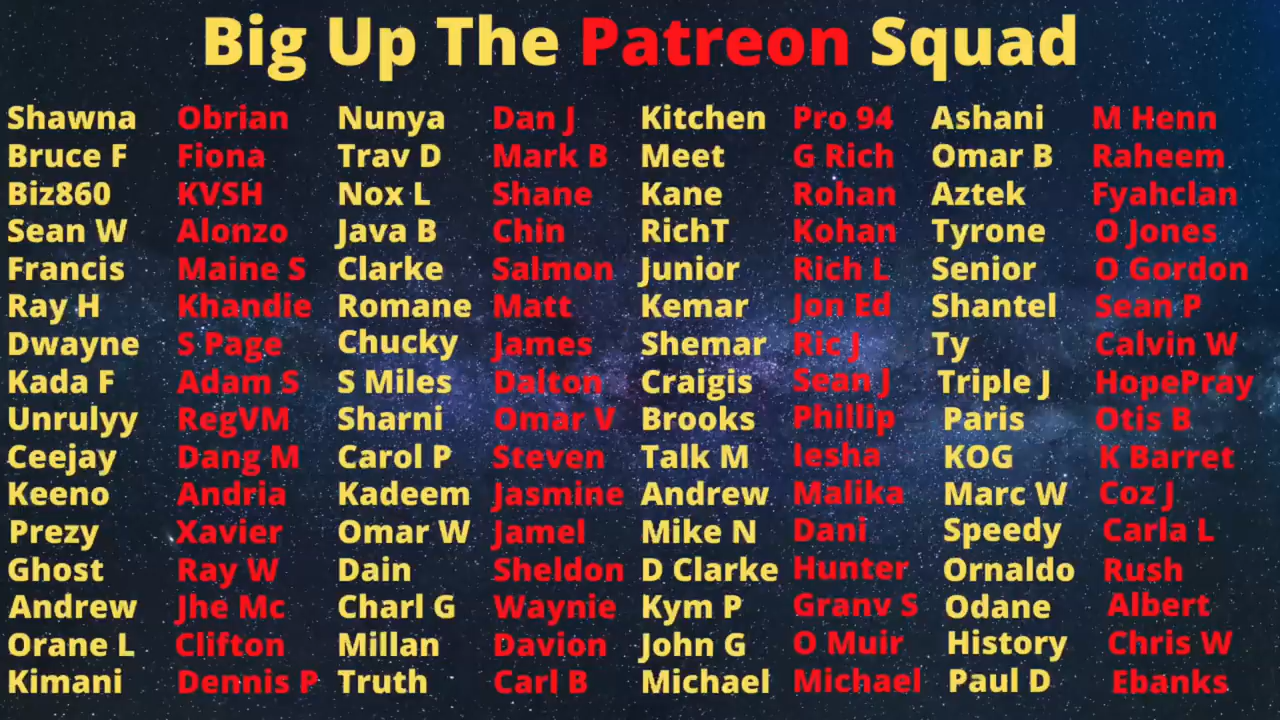 Big Up The Patreon Squad
Shawna Obrian Nunya Dan J Kitchen Pro 94 Ashani M Henn
Bruce F Fiona Trav D Mark B Meet G Rich Omar B Raheem
Biz860 KVSH Nox L Shane Kane Rohan Aztek Fyahclan
Sean W Alonzo Java B Chin RichT Kohan Tyrone O Jones
Francis Maine S Clarke Salmon Junior Rich L Senior O Gordon
Ray H Khandie Romane Matt Kemar Jon Ed Shantel Sean P
Dwayne S Page Chucky James Shemar Ric J Ty Calvin W
Kada F Adam S S Miles Dalton Craigis Sean J Triple J HopePray
Unrulyy RegVM Sharni Omar V Brooks Phillip Paris Otis B
Ceejay Dang M Carol P Steven Talk M Iesha KOG K Barret
Keeno Andria Kadeem Jasmine Andrew Malika Marc W Coz J
Prezy Xavier Omar W Jamel Mike N Dani Speedy Carla L
Ghost Ray W Dain Sheldon D Clarke Hunter Ornaldo Rush
Andrew Jhe Mc Charl G Waynie Kym P Granv S Odane Albert
Orane L Clifton Millan Davion John G O Muir History Chris W
Kimani Dennis P Truth Carl B Michael Michael Paul D Ebanks